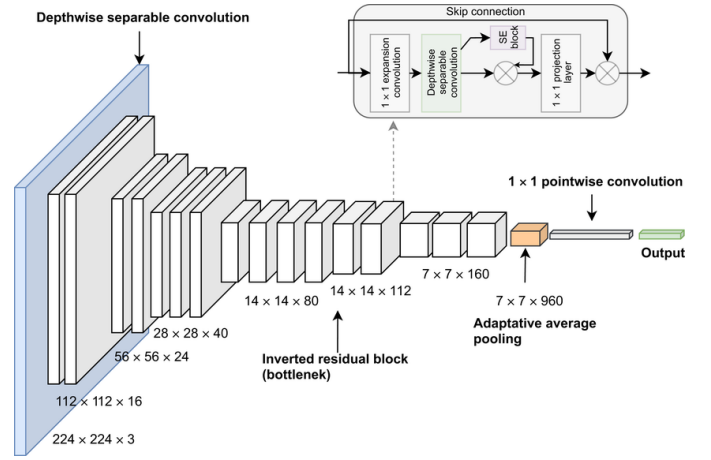 Depthwise separable convolution
Skip connection
1 × 1 expansion
convolution
Depthwise
separable
convolution
SE
block
1 × 1 projection
layer
1 × 1 pointwise convolution
Output
7 × 7 × 160
14 × 14 × 112
14 × 14 × 80
7 × 7 × 960
Adaptative average
pooling
28 × 28 × 40
Inverted residual block
(bottlenek)
56 × 56 × 24
112 × 112 × 16
224 × 224 × 3